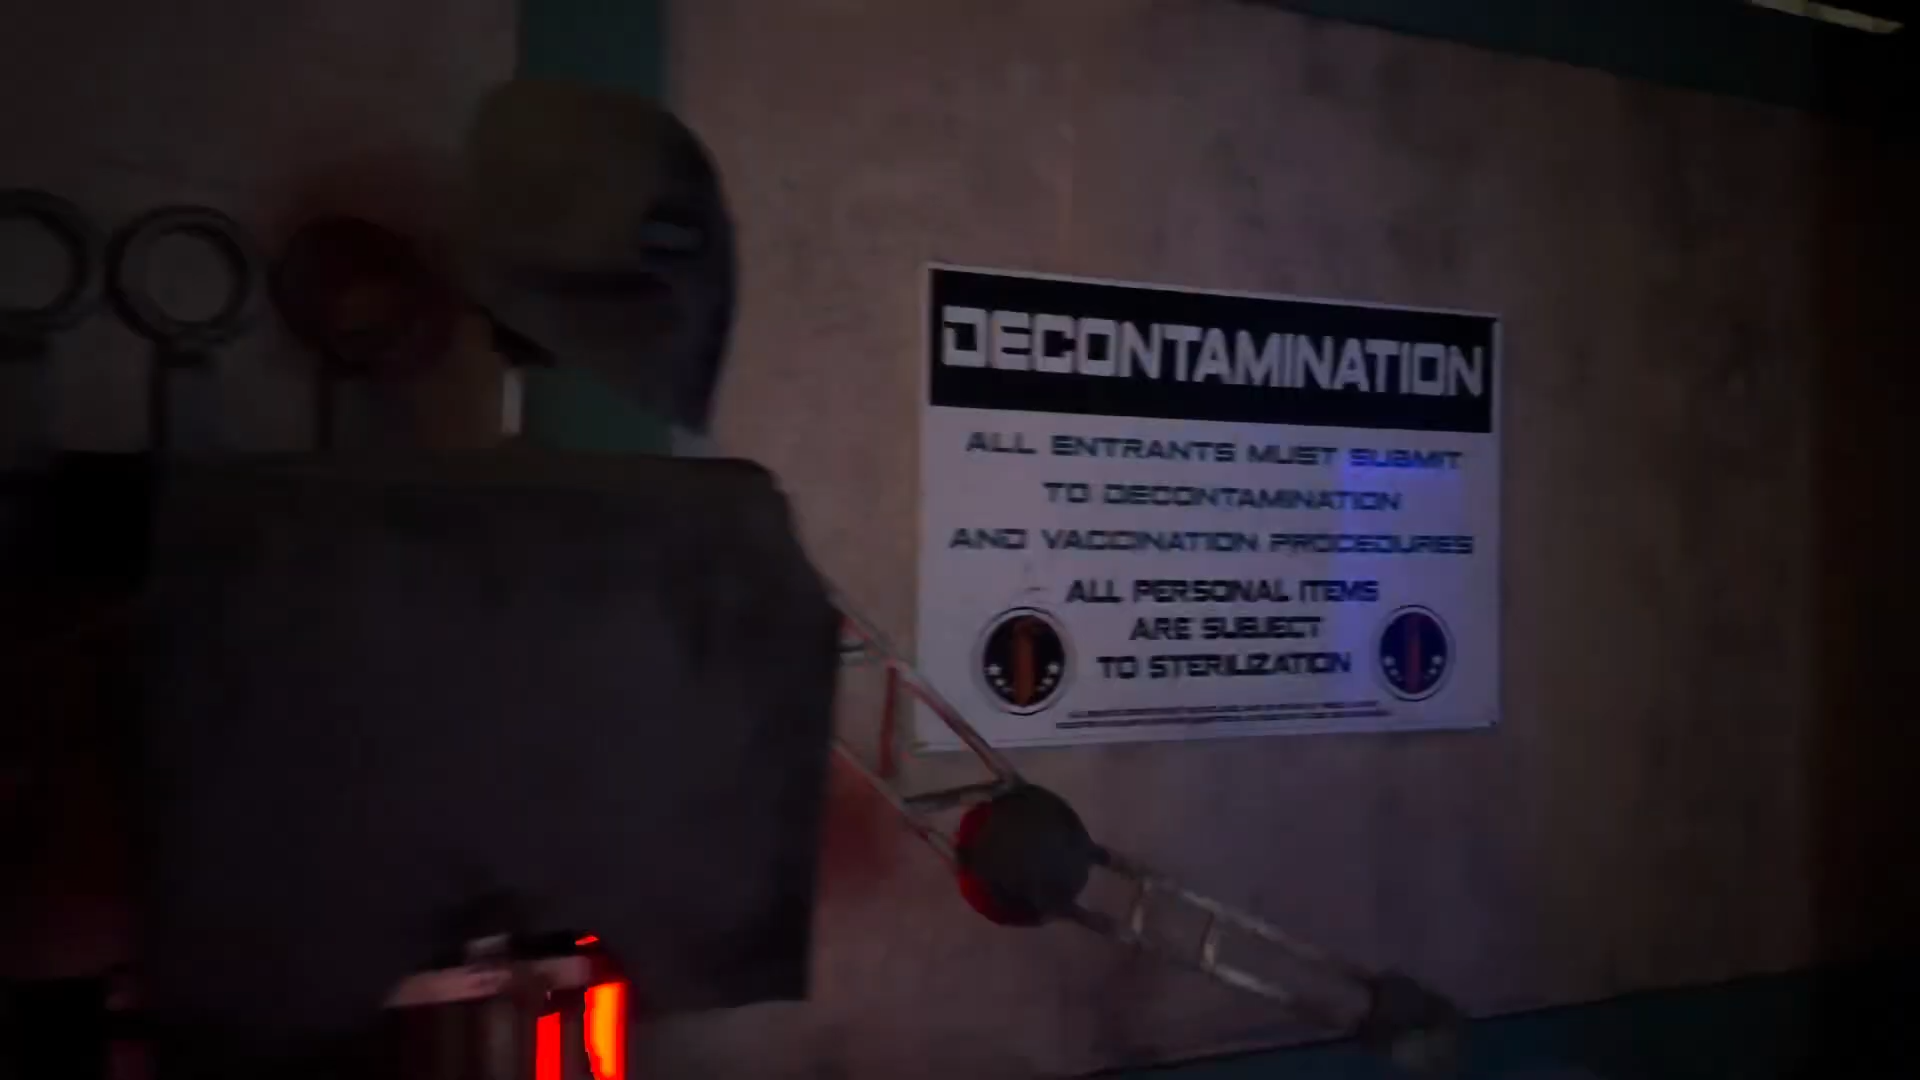 DECONTAMINATION
ALL ENTRANTS MUST SUBMIT
TO DECONTAMINATION
AND VACCINATION PROCEDURES
ALL PERSONAL ITEMS
ARE SUBJECT
TO STERILIZATION